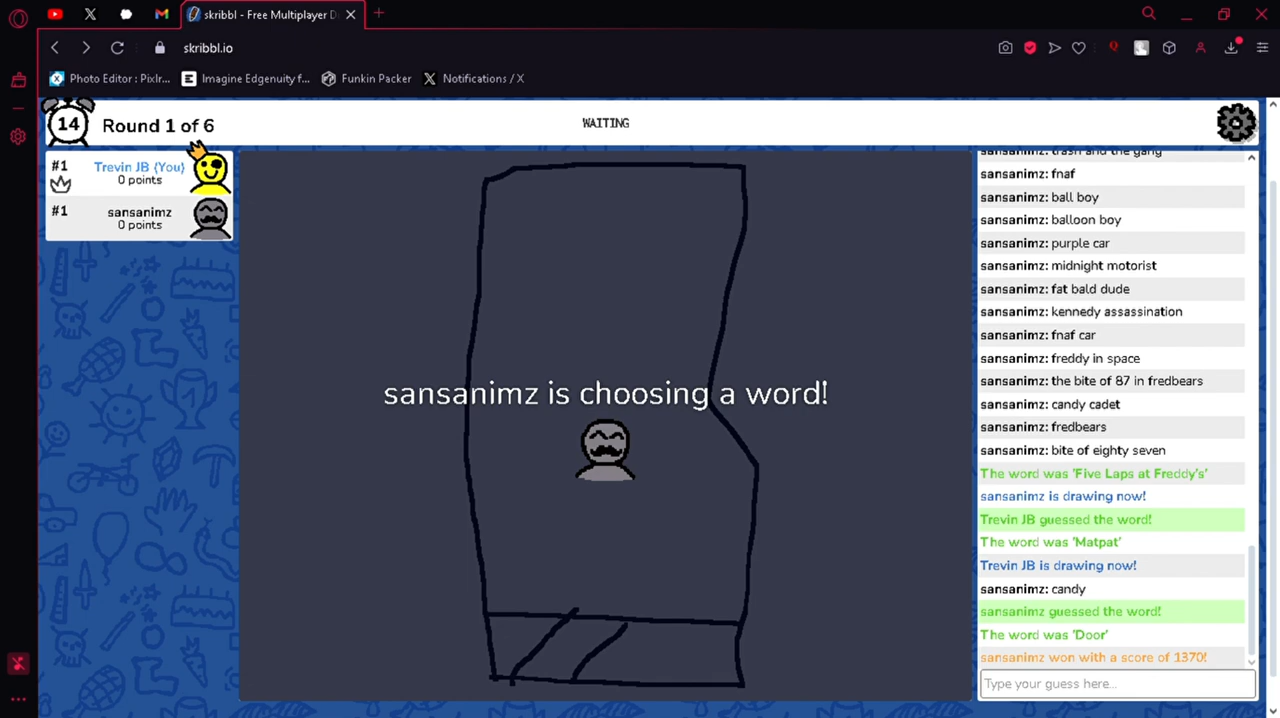 skribbl - Free Multiplayer D
skribbl.io
Photo Editor : Pixlr...
Imagine Edgenuity f...
Funkin Packer
Notifications / X
14
Round 1 of 6
WAITING
#1
Trevin JB (You)
0 points
#1
sansanimz
0 points
sansanimz is choosing a word!
sansanimz: trash and the gang
sansanimz: fnaf
sansanimz: ball boy
sansanimz: balloon boy
sansanimz: purple car
sansanimz: midnight motorist
sansanimz: fat bald dude
sansanimz: kennedy assassination
sansanimz: fnaf car
sansanimz: freddy in space
sansanimz: the bite of 87 in fredbears
sansanimz: candy cadet
sansanimz: fredbears
sansanimz: bite of eighty seven
The word was 'Five Laps at Freddy's'
sansanimz is drawing now!
Trevin JB guessed the word!
The word was 'Matpat'
Trevin JB is drawing now!
sansanimz: candy
sansanimz guessed the word!
The word was 'Door'
sansanimz won with a score of 1370!
Type your guess here...